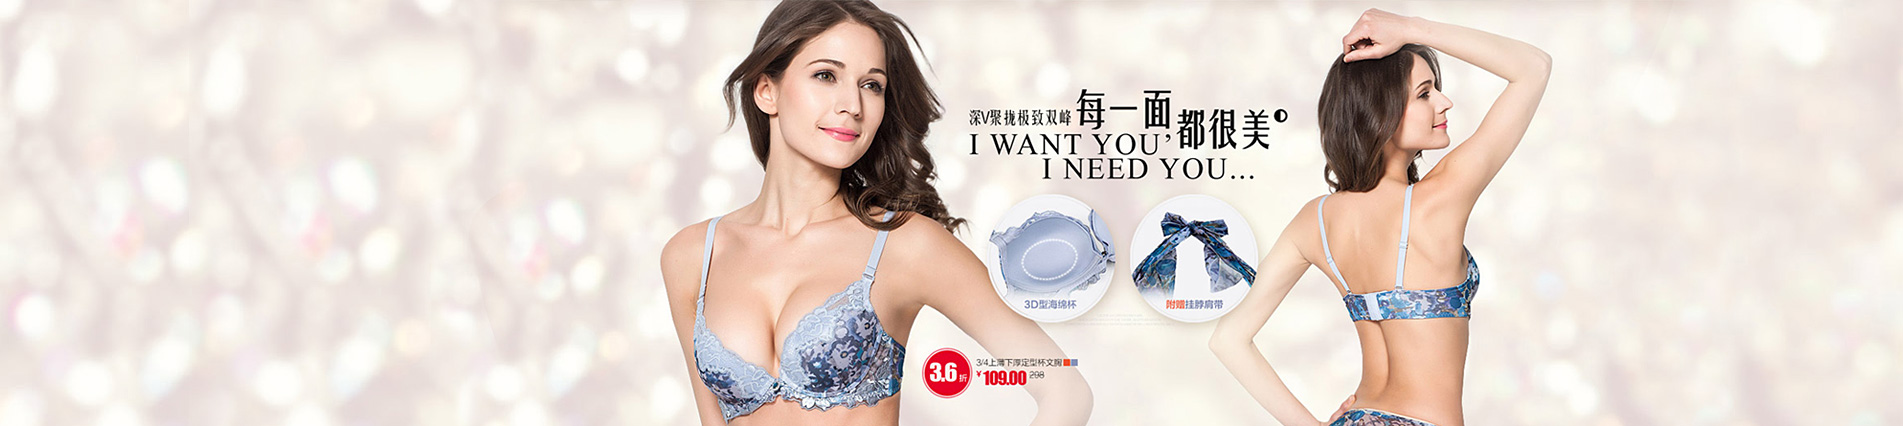 深V聚拢极致双峰 每一面
都很美
I WANT YOU’
I NEED YOU...
3D型海绵杯
附赠挂脖肩带
3.6折
3/4上薄下厚定型杯文胸
¥109.00 298